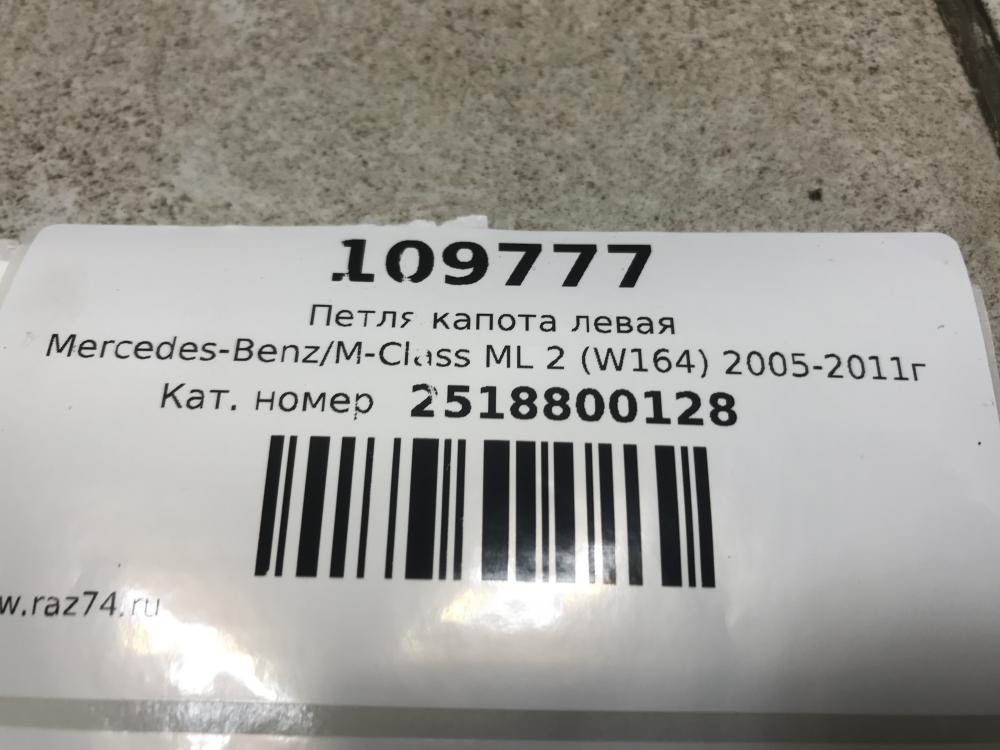 109777
Петля капота левая
Mercedes-Benz/M-Class ML 2 (W164) 2005-2011г
Кат. номер 2518800128
w.raz74.ru